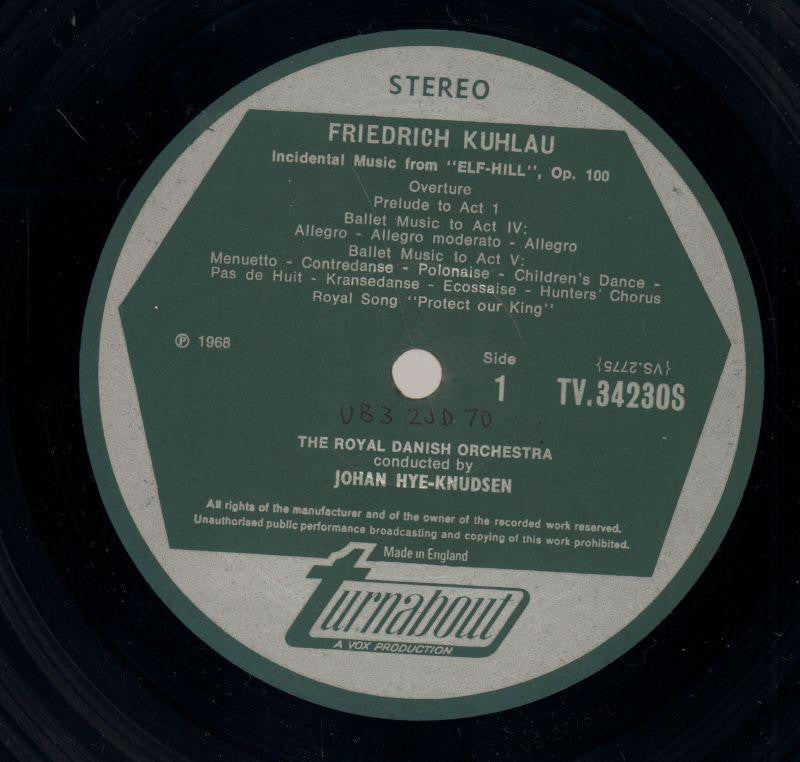 STEREO
FRIEDRICH KUHLAU
Incidental Music from "ELF-HILL", Op. 100
Overture
Prelude to Act 1
Ballet Music to Act IV:
Allegro - Allegro moderato - Allegro
Ballet Music to Act V:
Menuetto - Contredanse - Polonaise - Children's Dance -
Pas de Huit - Kransedanse - Ecossaise - Hunters' Chorus
Royal Song "Protect our King"
℗ 1968
Side
1
{VS.2775}
TV.34230S
UB3 2JD 70
THE ROYAL DANISH ORCHESTRA
conducted by
JOHAN HYE-KNUDSEN
All rights of the manufacturer and of the owner of the recorded work reserved.
Unauthorised public performance broadcasting and copying of this work prohibited.
Made in England
turnabout
A VOX PRODUCTION